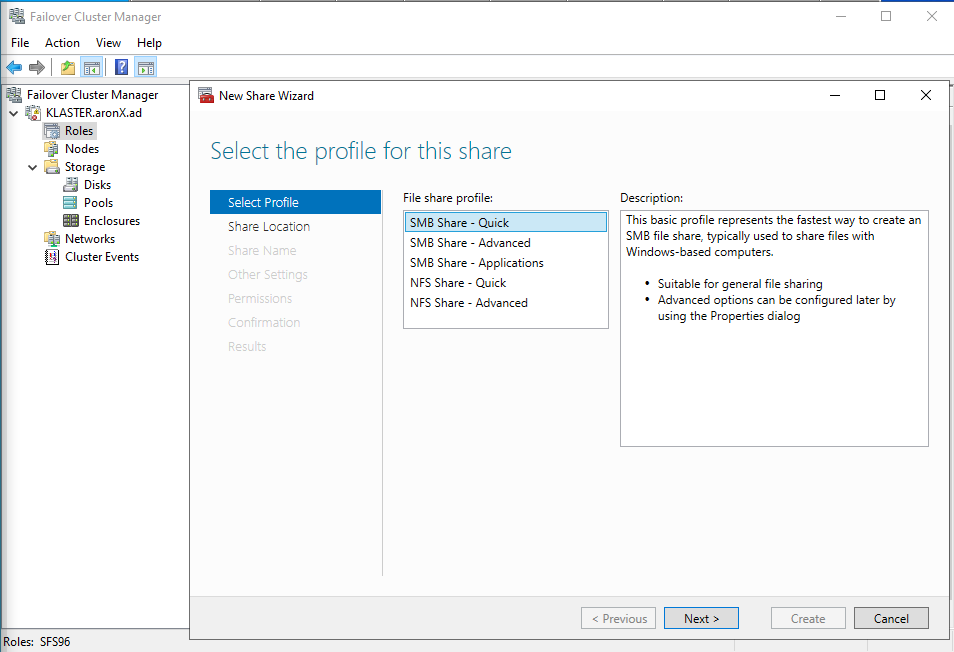 Failover Cluster Manager
File Action View Help
Failover Cluster Manager
KLASTER.aronX.ad
Roles
Nodes
Storage
Disks
Pools
Enclosures
Networks
Cluster Events
New Share Wizard
Select the profile for this share
Select Profile
Share Location
Share Name
Other Settings
Permissions
Confirmation
Results
File share profile:
SMB Share - Quick
SMB Share - Advanced
SMB Share - Applications
NFS Share - Quick
NFS Share - Advanced
Description:
This basic profile represents the fastest way to create an
SMB file share, typically used to share files with
Windows-based computers.
• Suitable for general file sharing
• Advanced options can be configured later by
using the Properties dialog
< Previous Next > Create Cancel
Roles: SFS96